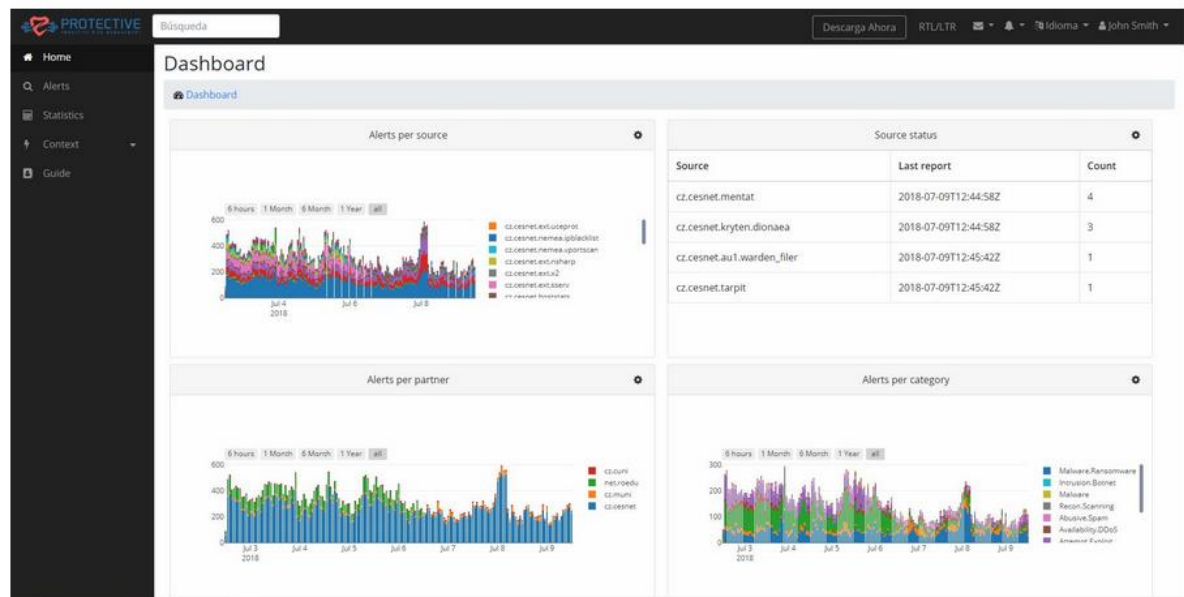 PROTECTIVE
Búsqueda
Descarga Ahora
RTL/LTR
Idioma
John Smith
Home
Alerts
Statistics
Context
Guide
Dashboard
Dashboard
Alerts per source
6 hours 1 Month 6 Month 1 Year all
600
400
200
0
Jul 4
2018
Jul 6
Jul 8
cz.cesnet.ext.uceprot
cz.cesnet.nemea.ipblacklist
cz.cesnet.nemea.vportscan
cz.cesnet.ext.nsharp
cz.cesnet.ext.x2
cz.cesnet.ext.sserv
cz.cesnet.hoststats
Source status
Source Last report Count
cz.cesnet.mentat 2018-07-09T12:44:58Z 4
cz.cesnet.kryten.dionaea 2018-07-09T12:44:58Z 3
cz.cesnet.au1.warden_filer 2018-07-09T12:45:42Z 1
cz.cesnet.tarpit 2018-07-09T12:45:42Z 1
Alerts per partner
6 hours 1 Month 6 Month 1 Year all
600
400
200
0
Jul 3
2018
Jul 4
Jul 5
Jul 6
Jul 7
Jul 8
Jul 9
cz.cuni
net.roedu
cz.muni
cz.cesnet
Alerts per category
6 hours 1 Month 6 Month 1 Year all
300
200
100
0
Jul 3
2018
Jul 4
Jul 5
Jul 6
Jul 7
Jul 8
Jul 9
Malware.Ransomware
Intrusion.Botnet
Malware
Recon.Scanning
Abusive.Spam
Availability.DDoS
Attempt.Exploit